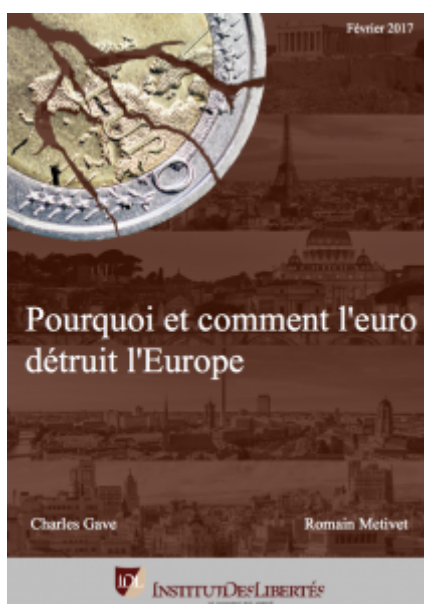 Février 2017
Pourquoi et comment l'euro
détruit l'Europe
Charles Gave
Romain Metivet
IDL
INSTITUTDESLIBERTÉS